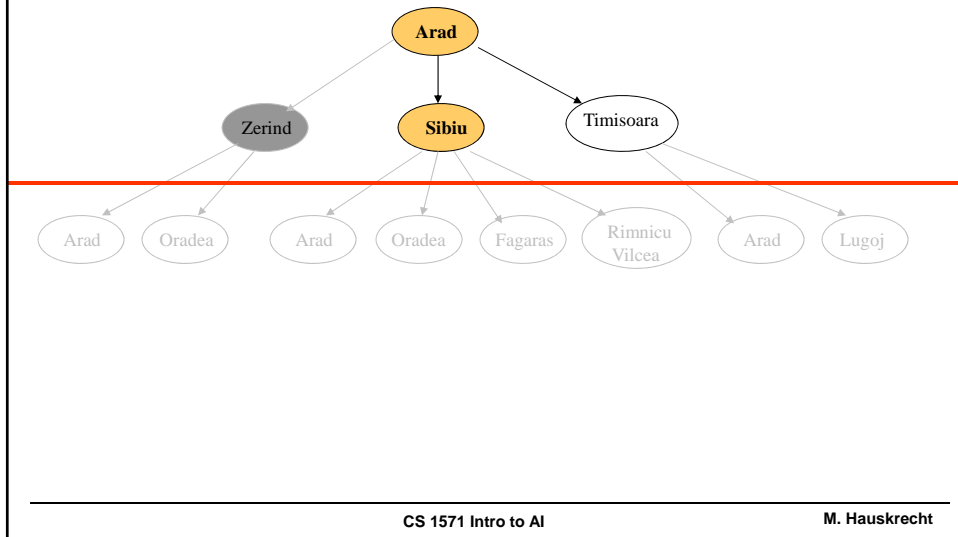 Arad
Zerind
Sibiu
Timisoara
Arad
Oradea
Arad
Oradea
Fagaras
Rimnicu
Vilcea
Arad
Lugoj
CS 1571 Intro to AI
M. Hauskrecht